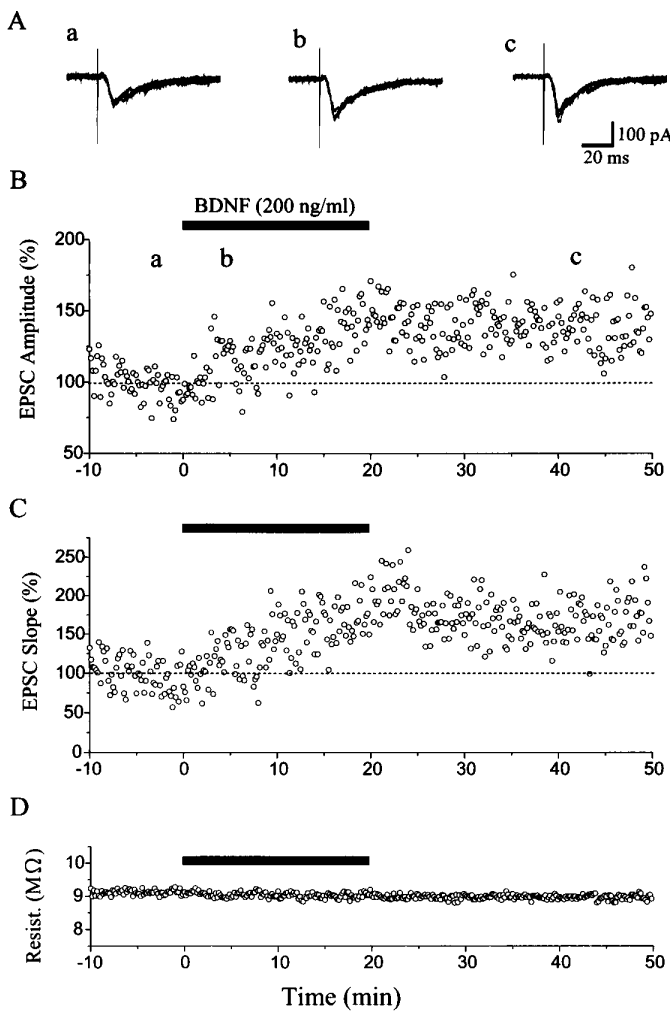 A
a
b
c
100 pA
20 ms
B
BDNF (200 ng/ml)
200
a
b
c
150
100
50
EPSC Amplitude (%)
-10 0 10 20 30 40 50
C
250
200
150
100
50
0
EPSC Slope (%)
-10 0 10 20 30 40 50
D
10
9
8
Resist. (MΩ)
-10 0 10 20 30 40 50
Time (min)